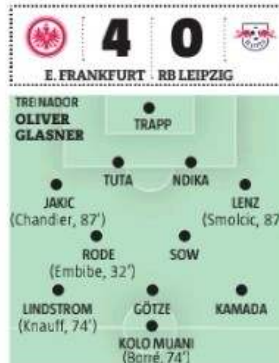 4 0
E. FRANKFURT RB LEIPZIG
TREINADOR
OLIVER
GLASNER
TRAPP
TUTA NDIKA
JAKIC LENZ
(Chandler, 87') (Smolcic, 87
RODE SOW
(Embibe, 32')
LINDSTROM GÖTZE KAMADA
(Knauff, 74')
KOLO MUANI
(Borré, 74')